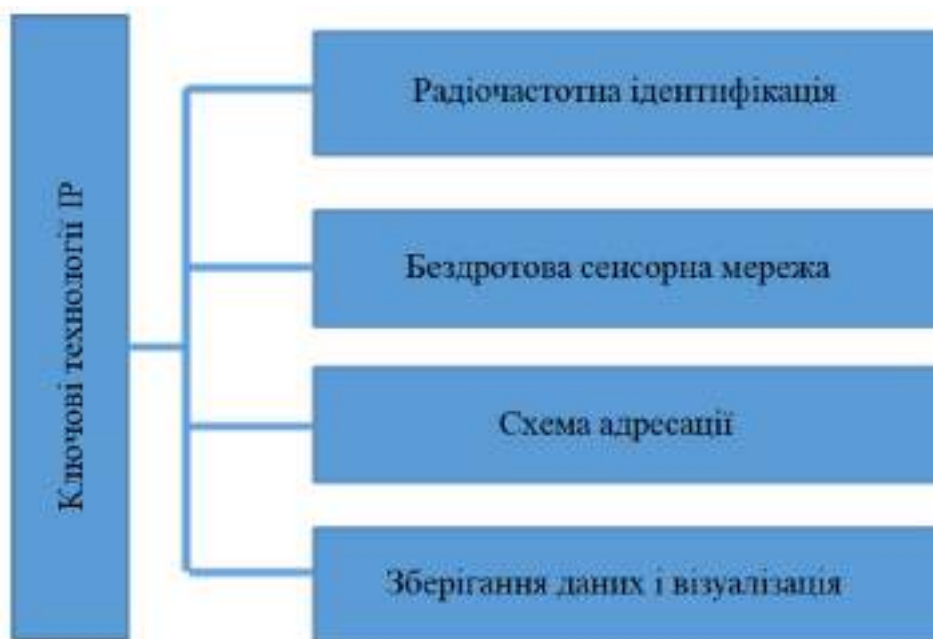 Ключові технології ІР
Радіочастотна ідентифікація
Бездротова сенсорна мережа
Схема адресації
Зберігання даних і візуалізація